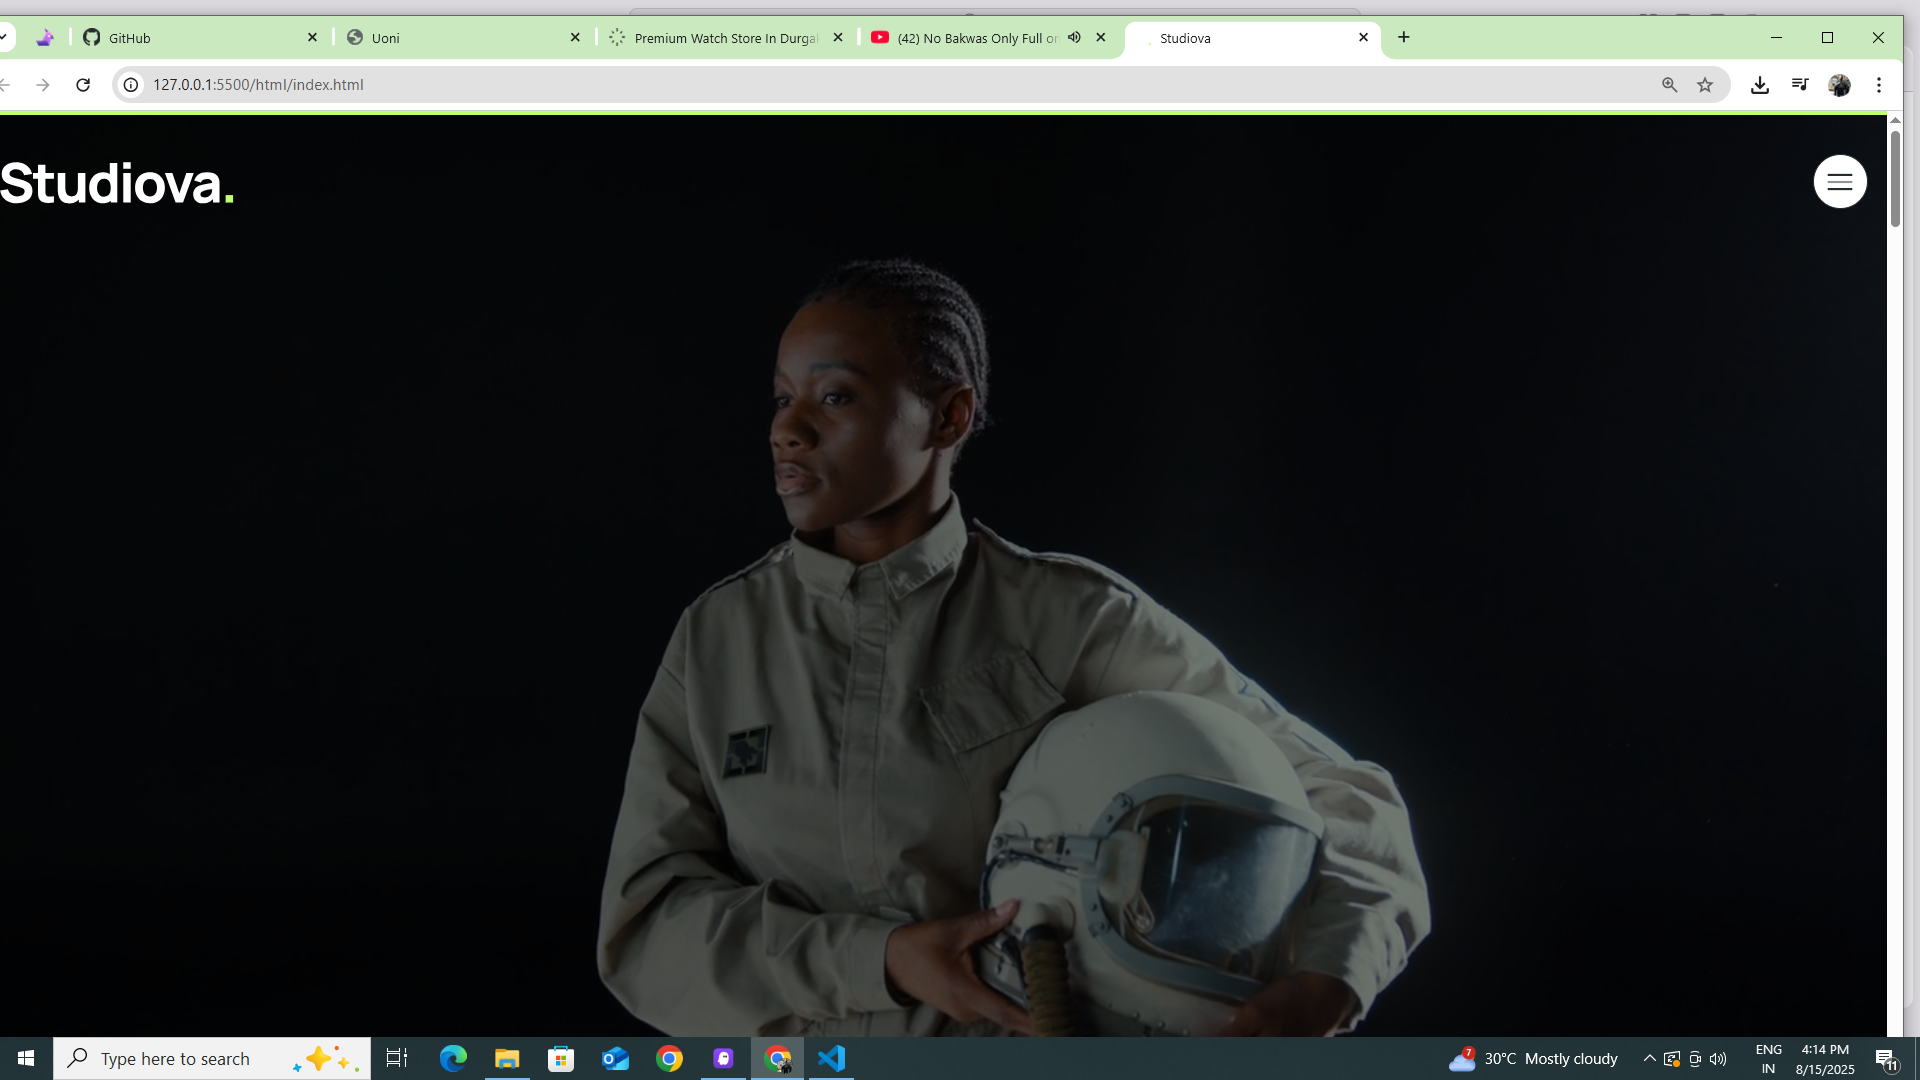 GitHub
Uoni
Premium Watch Store In Durga
(42) No Bakwas Only Full on
Studiova
127.0.0.1:5500/html/index.html
Studiova.
Type here to search
7
30°C Mostly cloudy
ENG
IN
4:14 PM
8/15/2025
11